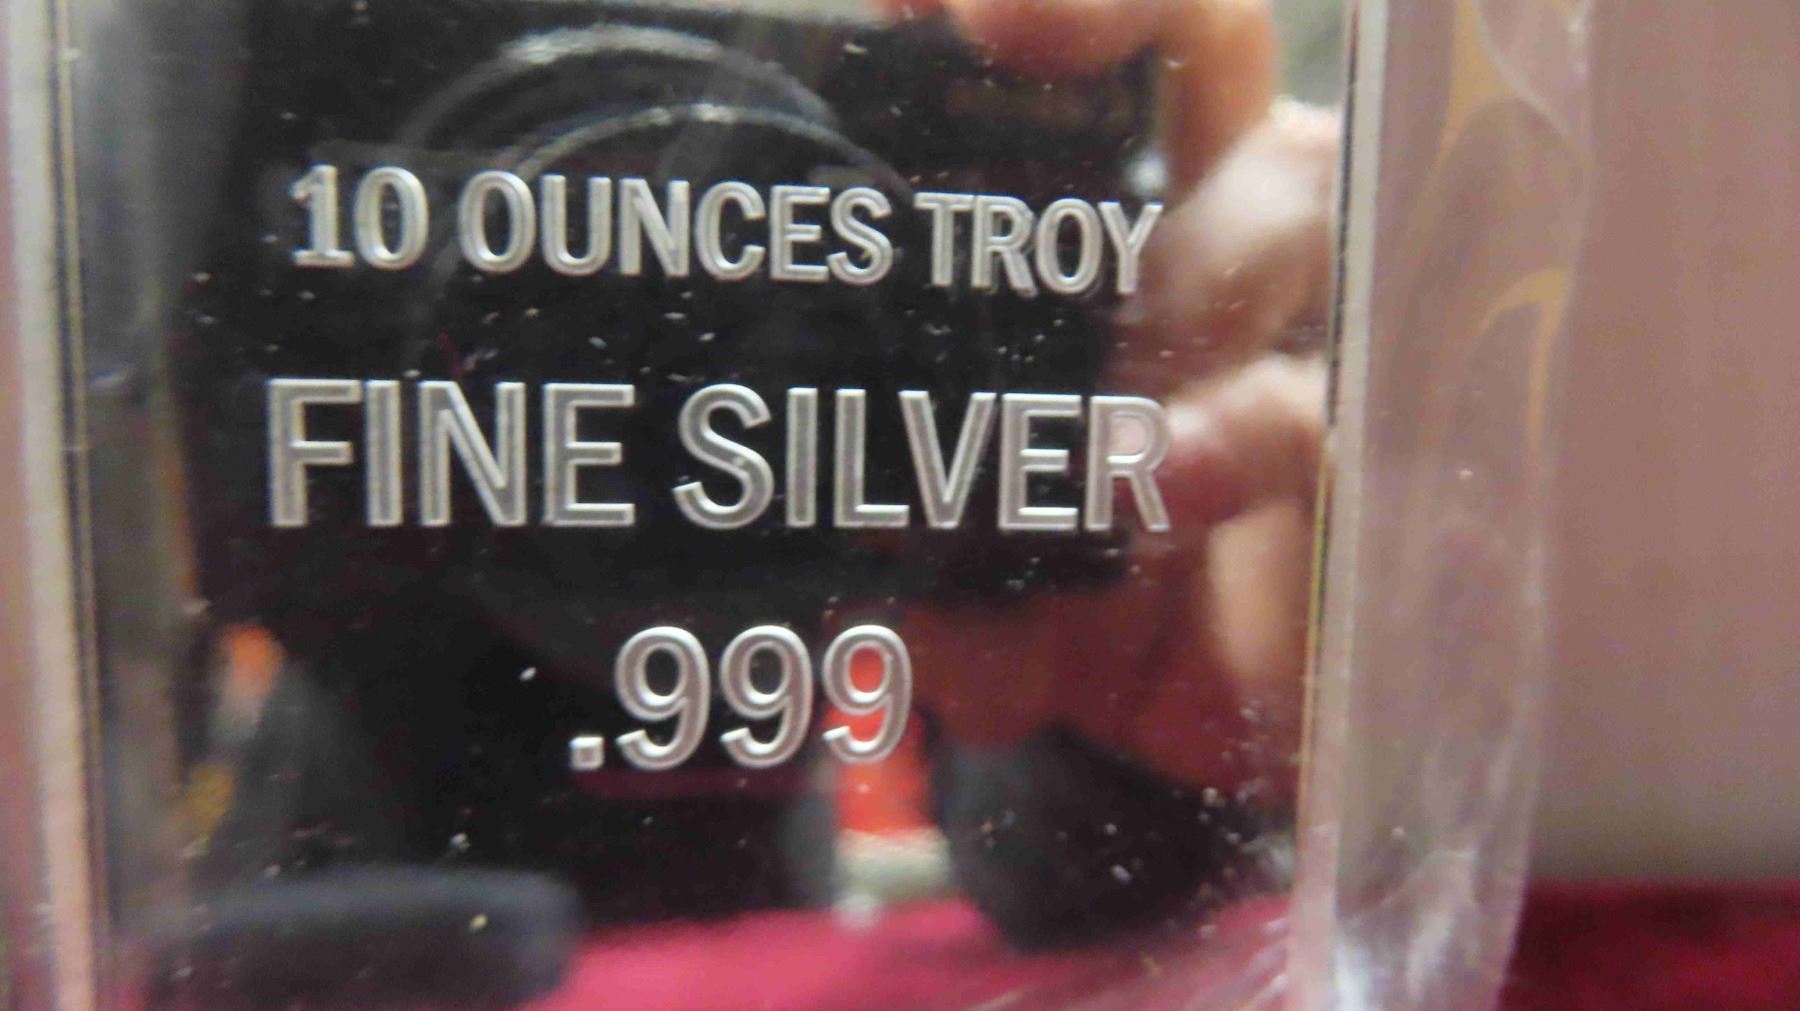 10 OUNCES TROY
FINE SILVER
.999